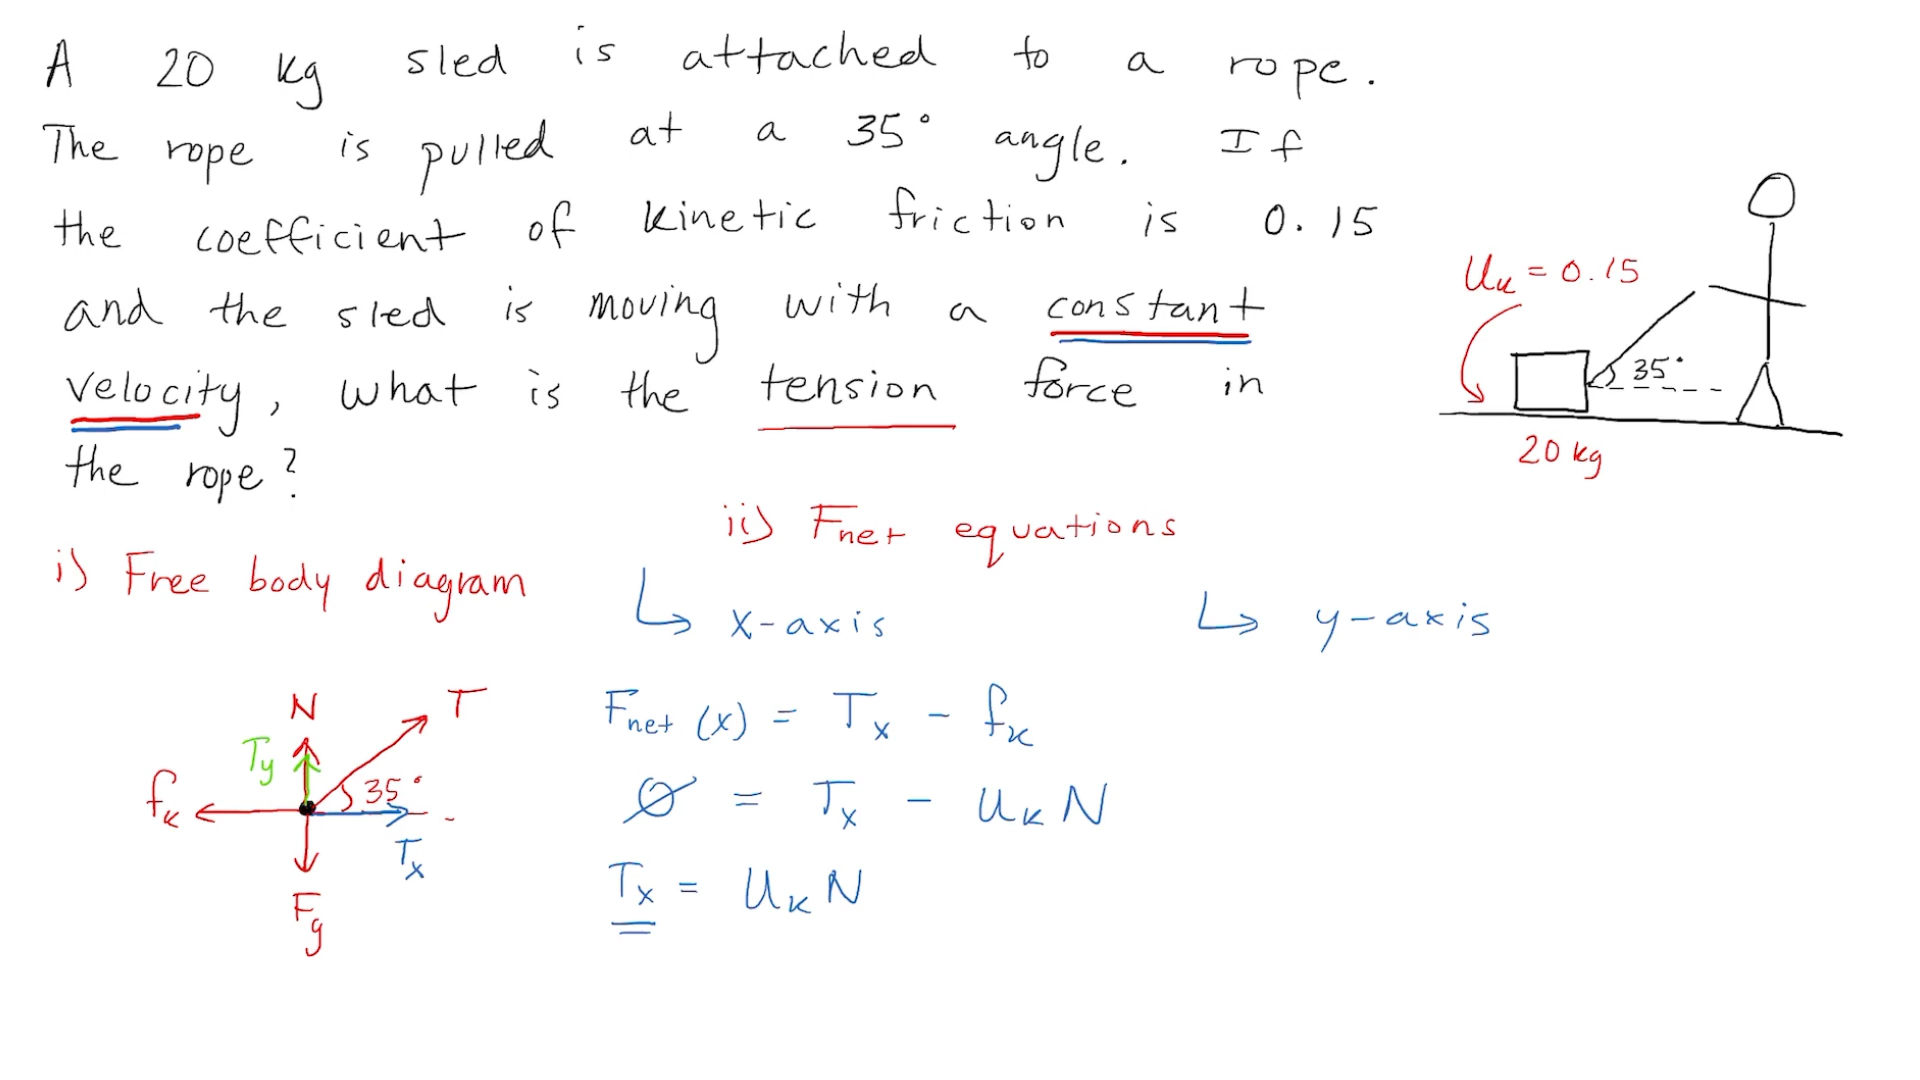 A 20 kg sled is attached to a rope.
The rope is pulled at a 35° angle. If
the coefficient of kinetic friction is 0.15
and the sled is moving with a constant
velocity, what is the tension force in
the rope?
Uk = 0.15
35°
20 kg
i) Free body diagram
N
T
Ty
35°
fk
Tx
Fg
ii) Fnet equations
↳ x-axis
Fnet (x) = Tx - fk
0 = Tx - UkN
Tx = UkN
↳ y-axis